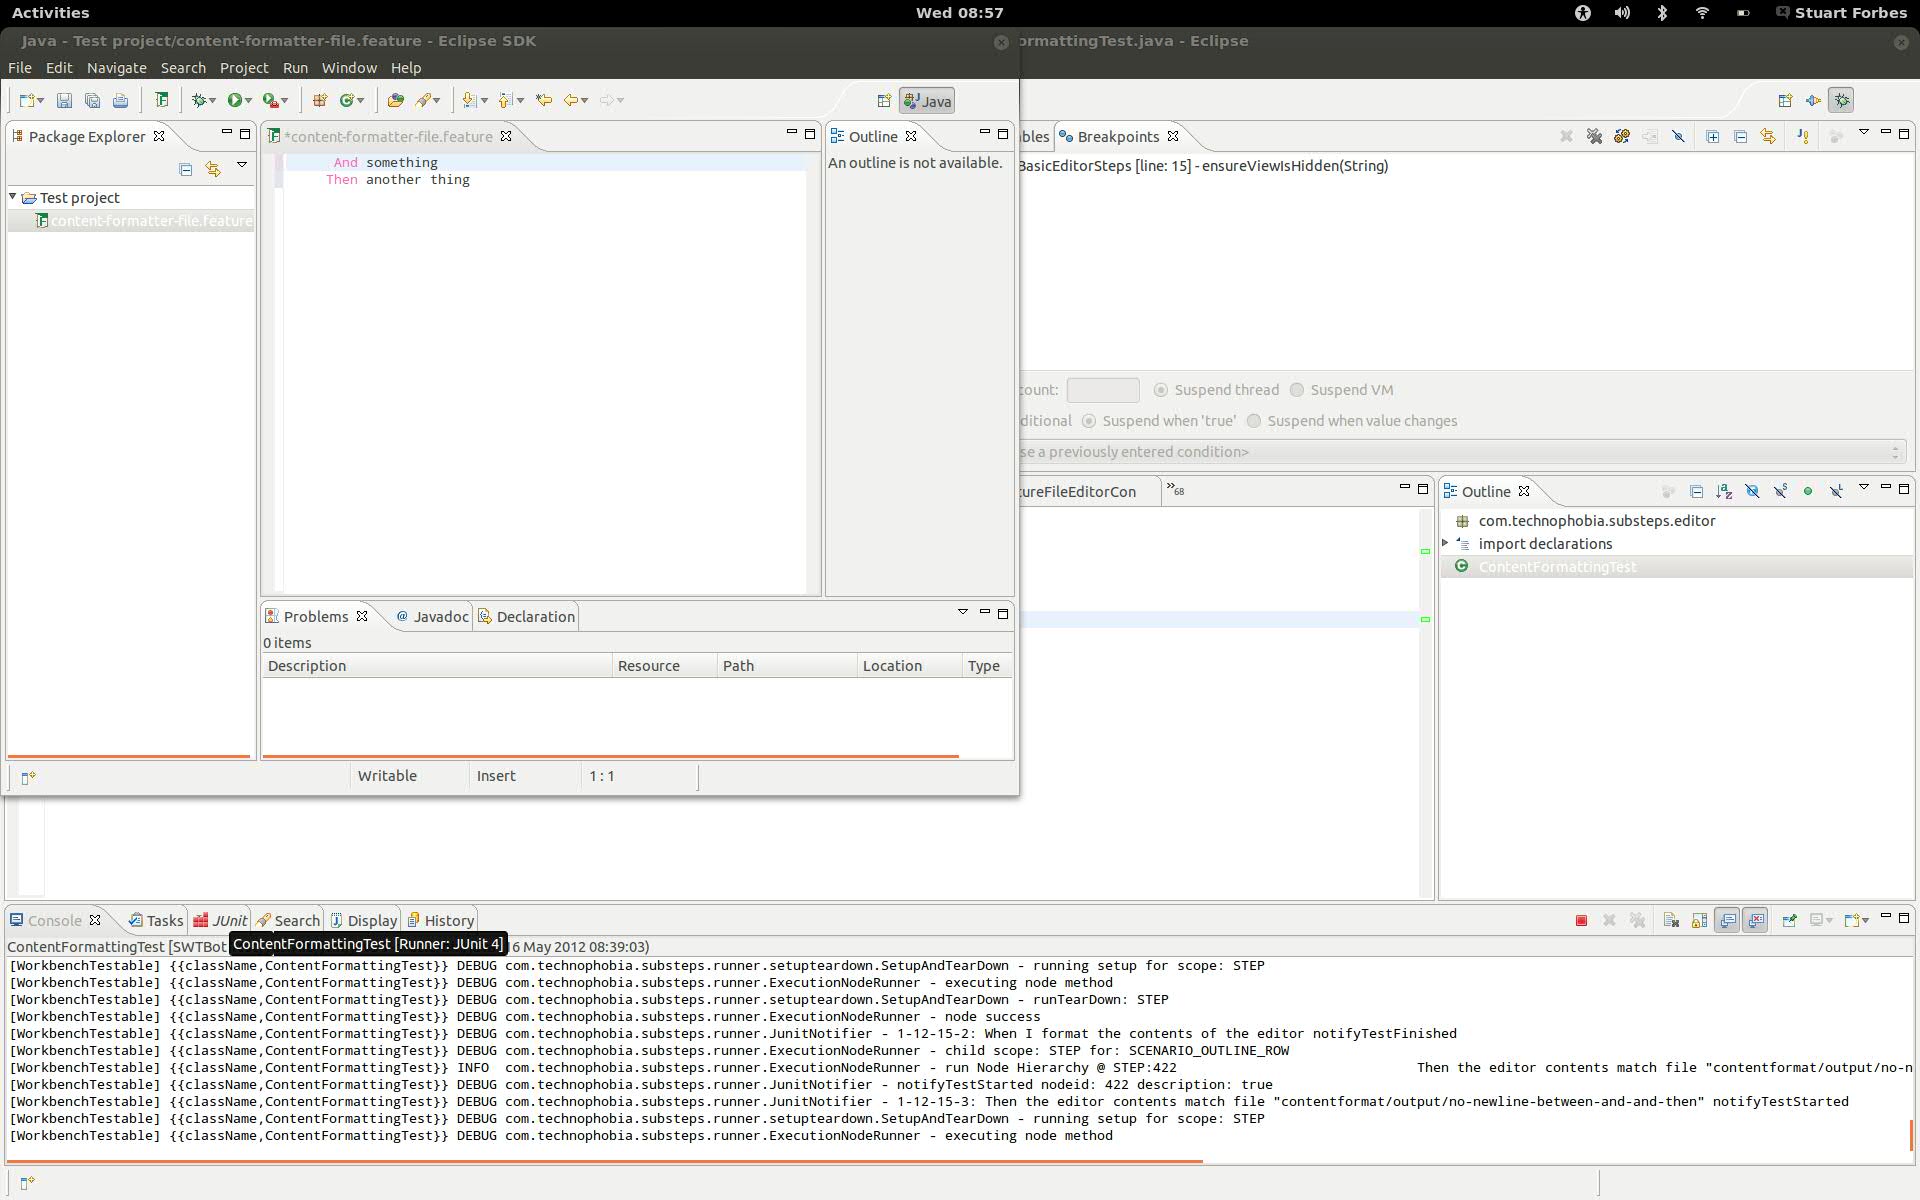 Activities
Wed 08:57
Stuart Forbes
Java - Test project/content-formatter-file.feature - Eclipse SDK
ormattingTest.java - Eclipse
File Edit Navigate Search Project Run Window Help
Java
Package Explorer
*content-formatter-file.feature
Outline
bles
Breakpoints
And something
Then another thing
An outline is not available.
BasicEditorSteps [line: 15] - ensureViewIsHidden(String)
Test project
content-formatter-file.feature
ount:
Suspend thread
Suspend VM
ditional
Suspend when 'true'
Suspend when value changes
se a previously entered condition>
tureFileEditorCon
»68
Outline
com.technophobia.substeps.editor
import declarations
ContentFormattingTest
Problems
@ Javadoc
Declaration
0 items
Description Resource Path Location Type
Writable Insert 1 : 1
Console Tasks JUnit Search Display History
ContentFormattingTest [SWTBot
ContentFormattingTest [Runner: JUnit 4]
16 May 2012 08:39:03)
[WorkbenchTestable] {{className,ContentFormattingTest}} DEBUG com.technophobia.substeps.runner.setupteardown.SetupAndTearDown - running setup for scope: STEP
[WorkbenchTestable] {{className,ContentFormattingTest}} DEBUG com.technophobia.substeps.runner.ExecutionNodeRunner - executing node method
[WorkbenchTestable] {{className,ContentFormattingTest}} DEBUG com.technophobia.substeps.runner.setupteardown.SetupAndTearDown - runTearDown: STEP
[WorkbenchTestable] {{className,ContentFormattingTest}} DEBUG com.technophobia.substeps.runner.ExecutionNodeRunner - node success
[WorkbenchTestable] {{className,ContentFormattingTest}} DEBUG com.technophobia.substeps.runner.JunitNotifier - 1-12-15-2: When I format the contents of the editor notifyTestFinished
[WorkbenchTestable] {{className,ContentFormattingTest}} DEBUG com.technophobia.substeps.runner.ExecutionNodeRunner - child scope: STEP for: SCENARIO_OUTLINE_ROW
[WorkbenchTestable] {{className,ContentFormattingTest}} INFO com.technophobia.substeps.runner.ExecutionNodeRunner - run Node Hierarchy @ STEP:422 Then the editor contents match file "contentformat/output/no-n
[WorkbenchTestable] {{className,ContentFormattingTest}} DEBUG com.technophobia.substeps.runner.JunitNotifier - notifyTestStarted nodeid: 422 description: true
[WorkbenchTestable] {{className,ContentFormattingTest}} DEBUG com.technophobia.substeps.runner.JunitNotifier - 1-12-15-3: Then the editor contents match file "contentformat/output/no-newline-between-and-and-then" notifyTestStarted
[WorkbenchTestable] {{className,ContentFormattingTest}} DEBUG com.technophobia.substeps.runner.setupteardown.SetupAndTearDown - running setup for scope: STEP
[WorkbenchTestable] {{className,ContentFormattingTest}} DEBUG com.technophobia.substeps.runner.ExecutionNodeRunner - executing node method